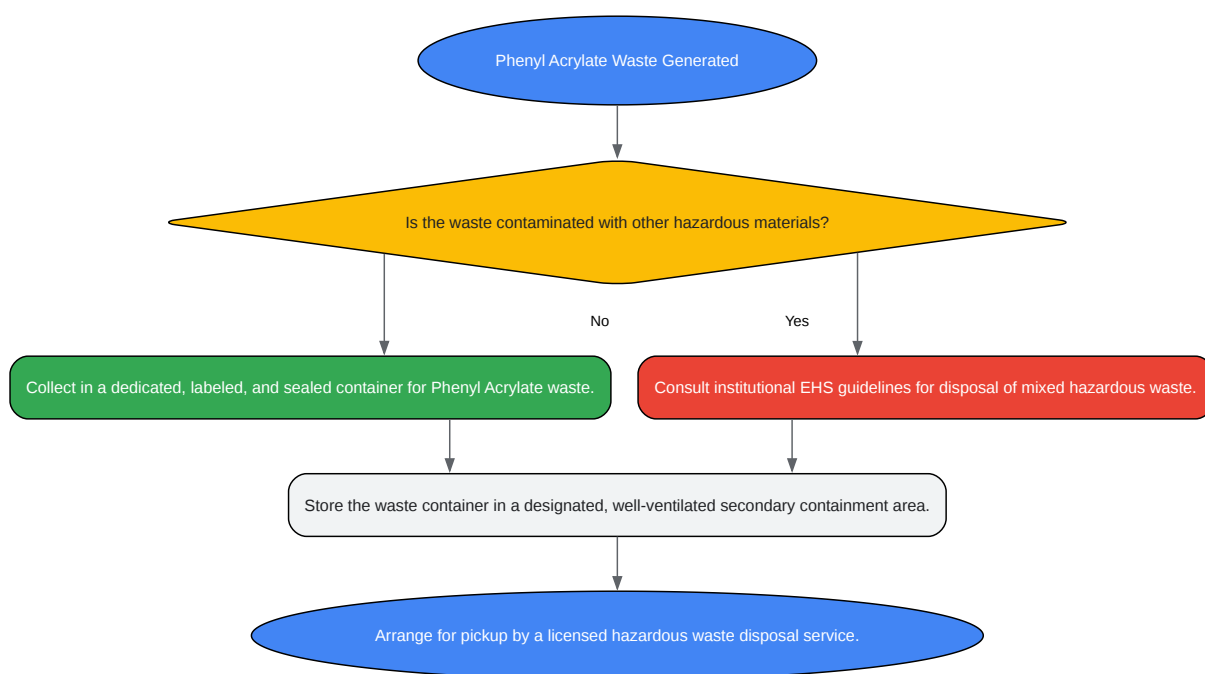 Phenyl Acrylate Waste Generated
Is the waste contaminated with other hazardous materials?
No
Yes
Collect in a dedicated, labeled, and sealed container for Phenyl Acrylate waste.
Consult institutional EHS guidelines for disposal of mixed hazardous waste.
Store the waste container in a designated, well-ventilated secondary containment area.
Arrange for pickup by a licensed hazardous waste disposal service.